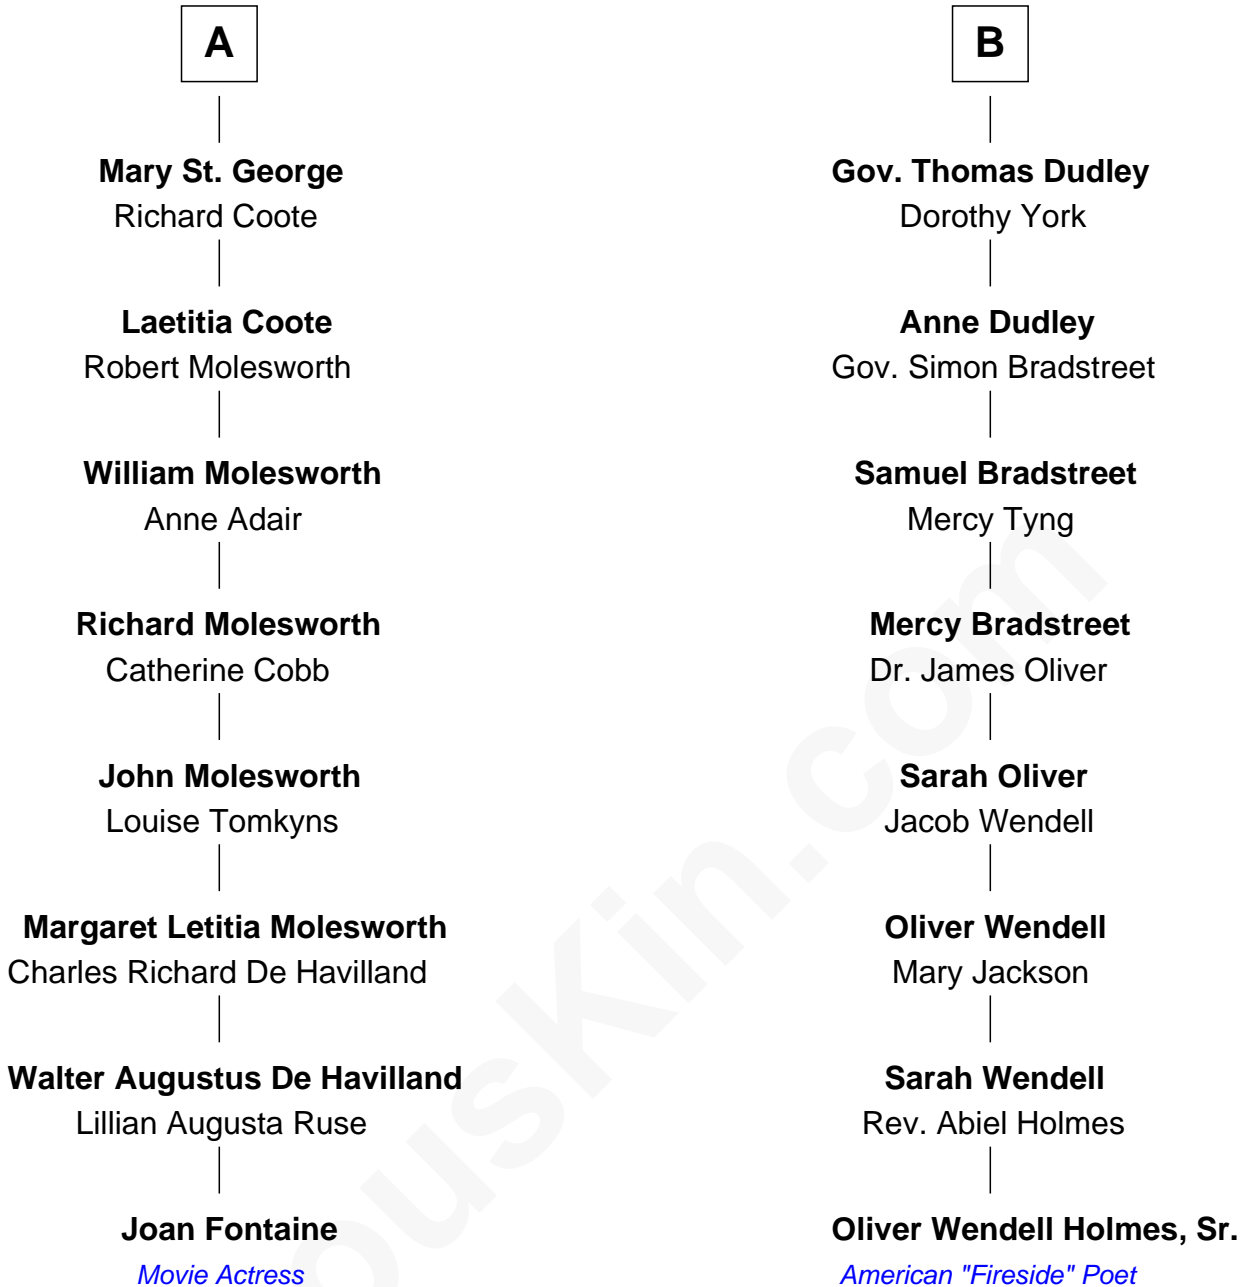 A
Mary St. George
Richard Coote
Laetitia Coote
Robert Molesworth
William Molesworth
Anne Adair
Richard Molesworth
Catherine Cobb
John Molesworth
Louise Tomkyns
Margaret Letitia Molesworth
Charles Richard De Havilland
Walter Augustus De Havilland
Lillian Augusta Ruse
Joan Fontaine
Movie Actress
B
Gov. Thomas Dudley
Dorothy York
Anne Dudley
Gov. Simon Bradstreet
Samuel Bradstreet
Mercy Tyng
Mercy Bradstreet
Dr. James Oliver
Sarah Oliver
Jacob Wendell
Oliver Wendell
Mary Jackson
Sarah Wendell
Rev. Abiel Holmes
Oliver Wendell Holmes, Sr.
American "Fireside" Poet
ousKin.com